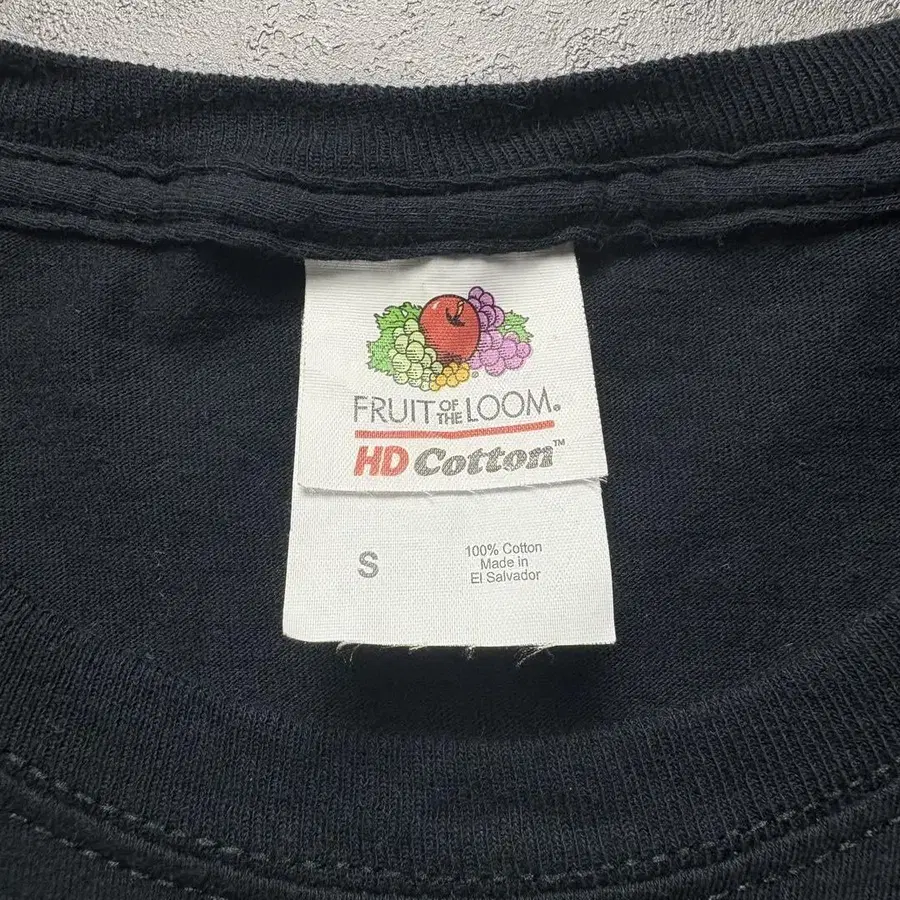 FRUIT OF THE LOOM®
HD Cotton™
S
100% Cotton
Made in
El Salvador